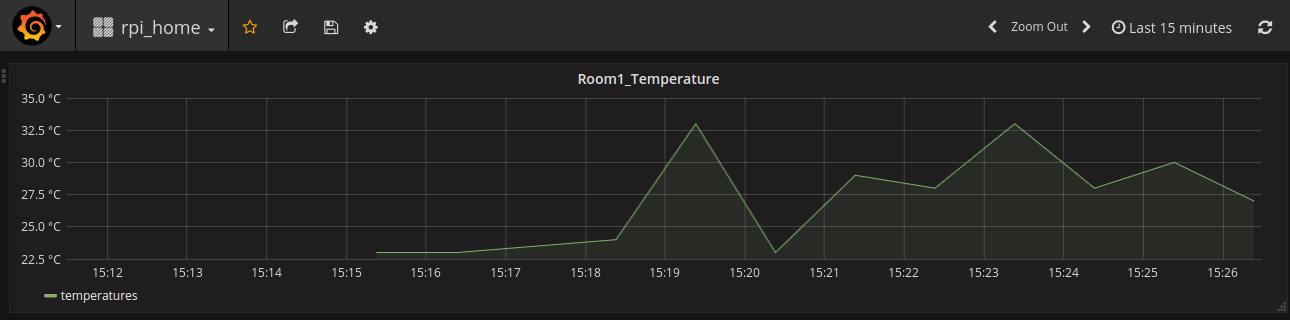 rpi_home Zoom Out Last 15 minutes
Room1_Temperature
35.0 °C
32.5 °C
30.0 °C
27.5 °C
25.0 °C
22.5 °C
15:12 15:13 15:14 15:15 15:16 15:17 15:18 15:19 15:20 15:21 15:22 15:23 15:24 15:25 15:26
temperatures